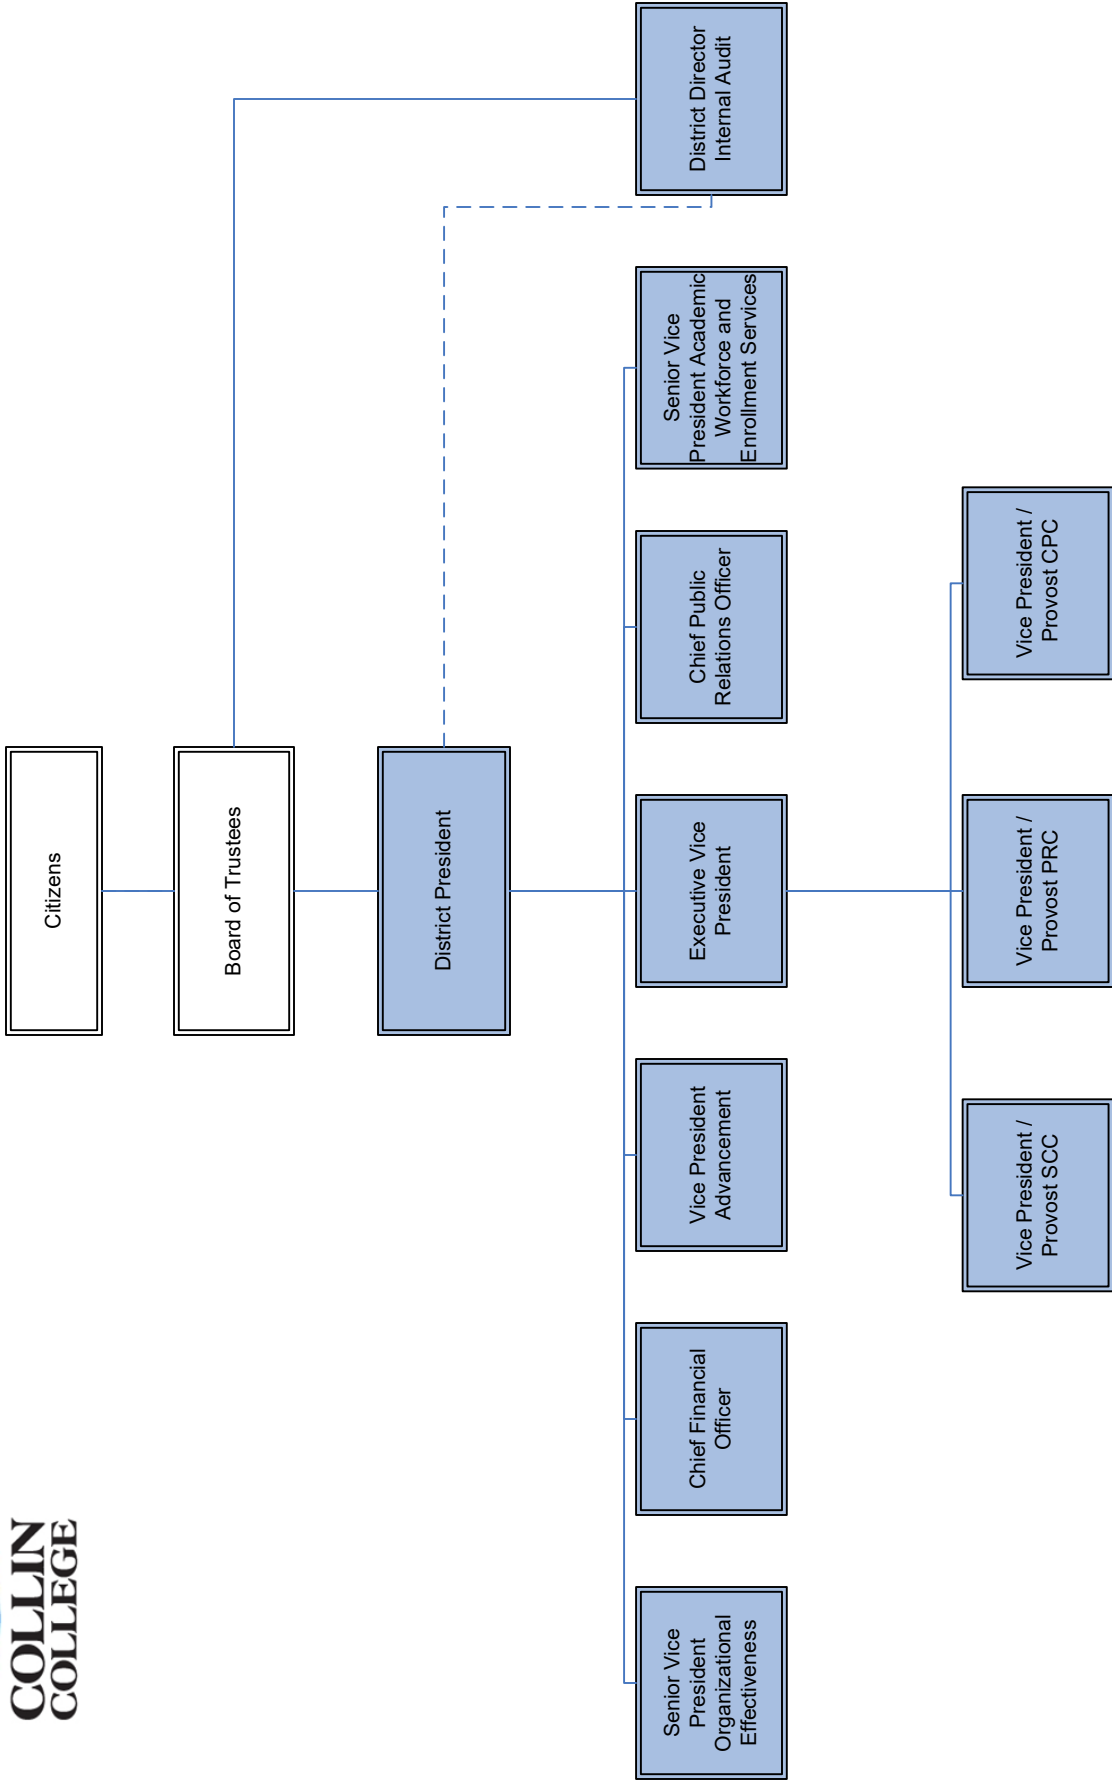 COLLIN
COLLEGE
Citizens
Board of Trustees
District President
Senior Vice
President
Organizational
Effectiveness
Chief Financial
Officer
Vice President
Advancement
Executive Vice
President
Chief Public
Relations Officer
Senior Vice
President Academic
Workforce and
Enrollment Services
District Director
Internal Audit
Vice President /
Provost SCC
Vice President /
Provost PRC
Vice President /
Provost CPC